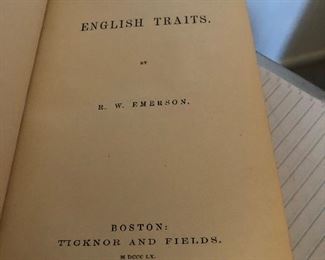 ENGLISH TRAITS.
BY
R. W. EMERSON.
BOSTON:
TICKNOR AND FIELDS.
M DCCC LX.